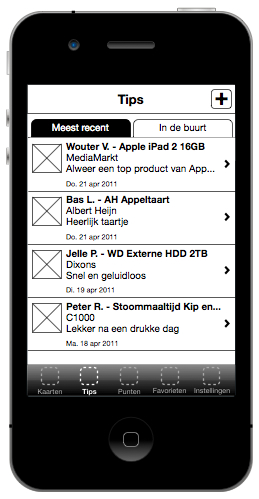 Tips
Meest recent
In de buurt
Wouter V. - Apple iPad 2 16GB
MediaMarkt
Alweer een top product van App...
Do. 21 apr 2011
Bas L. - AH Appeltaart
Albert Heijn
Heerlijk taartje
Do. 21 apr 2011
Jelle P. - WD Externe HDD 2TB
Dixons
Snel en geluidloos
Di. 19 apr 2011
Peter R. - Stoommaaltijd Kip en...
C1000
Lekker na een drukke dag
Ma. 18 apr 2011
Kaarten
Tips
Punten
Favorieten
Instellingen